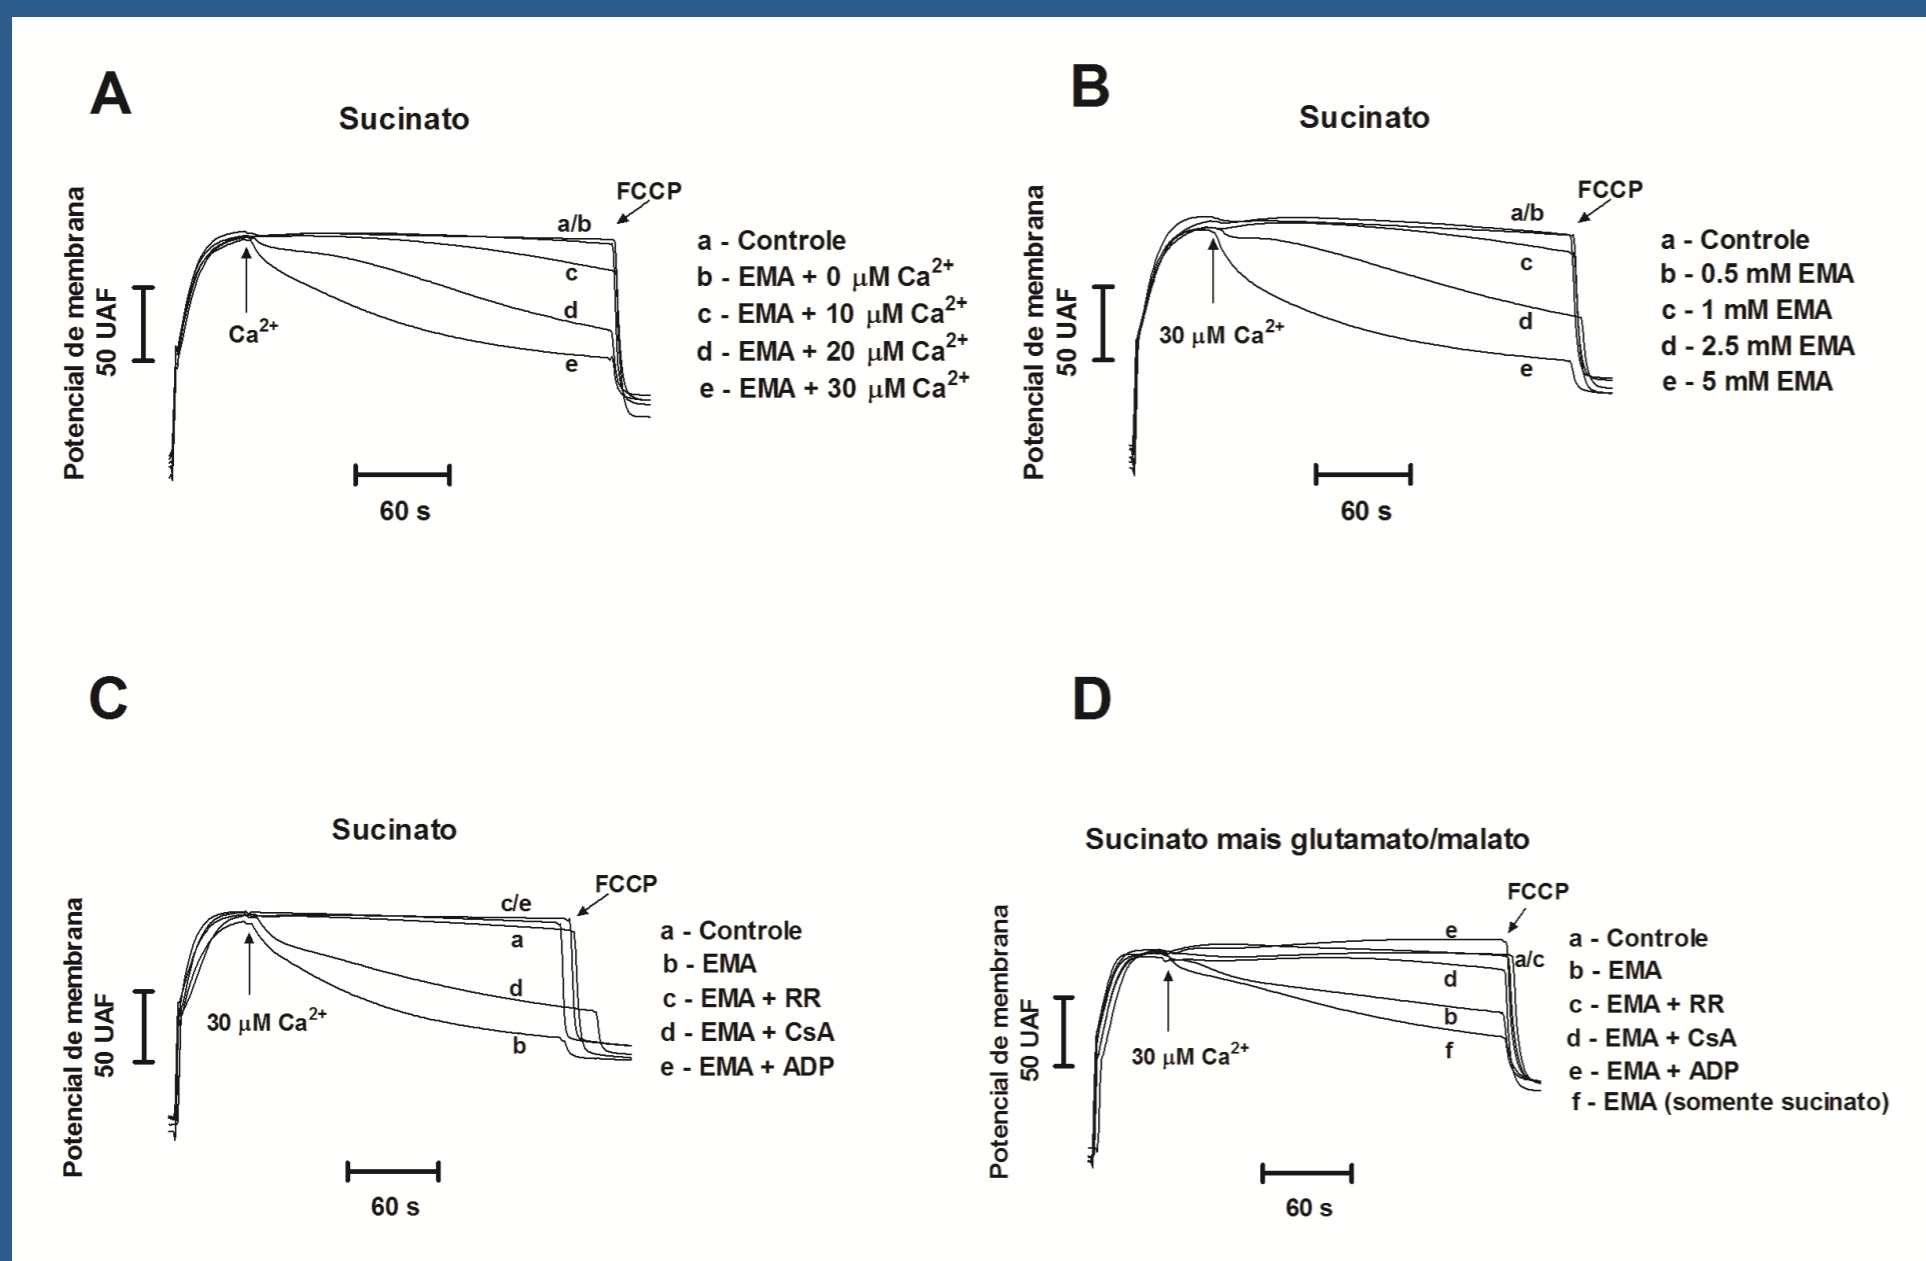 A
Sucinato
Potencial de membrana
50 UAF
FCCP
a/b
c
d
e
Ca2+
60 s
a - Controle
b - EMA + 0 μM Ca2+
c - EMA + 10 μM Ca2+
d - EMA + 20 μM Ca2+
e - EMA + 30 μM Ca2+
B
Sucinato
Potencial de membrana
50 UAF
FCCP
a/b
c
d
e
30 μM Ca2+
60 s
a - Controle
b - 0.5 mM EMA
c - 1 mM EMA
d - 2.5 mM EMA
e - 5 mM EMA
C
Sucinato
Potencial de membrana
50 UAF
FCCP
c/e
a
d
b
30 μM Ca2+
60 s
a - Controle
b - EMA
c - EMA + RR
d - EMA + CsA
e - EMA + ADP
D
Sucinato mais glutamato/malato
Potencial de membrana
50 UAF
FCCP
e
a/c
d
b
f
30 μM Ca2+
60 s
a - Controle
b - EMA
c - EMA + RR
d - EMA + CsA
e - EMA + ADP
f - EMA (somente sucinato)